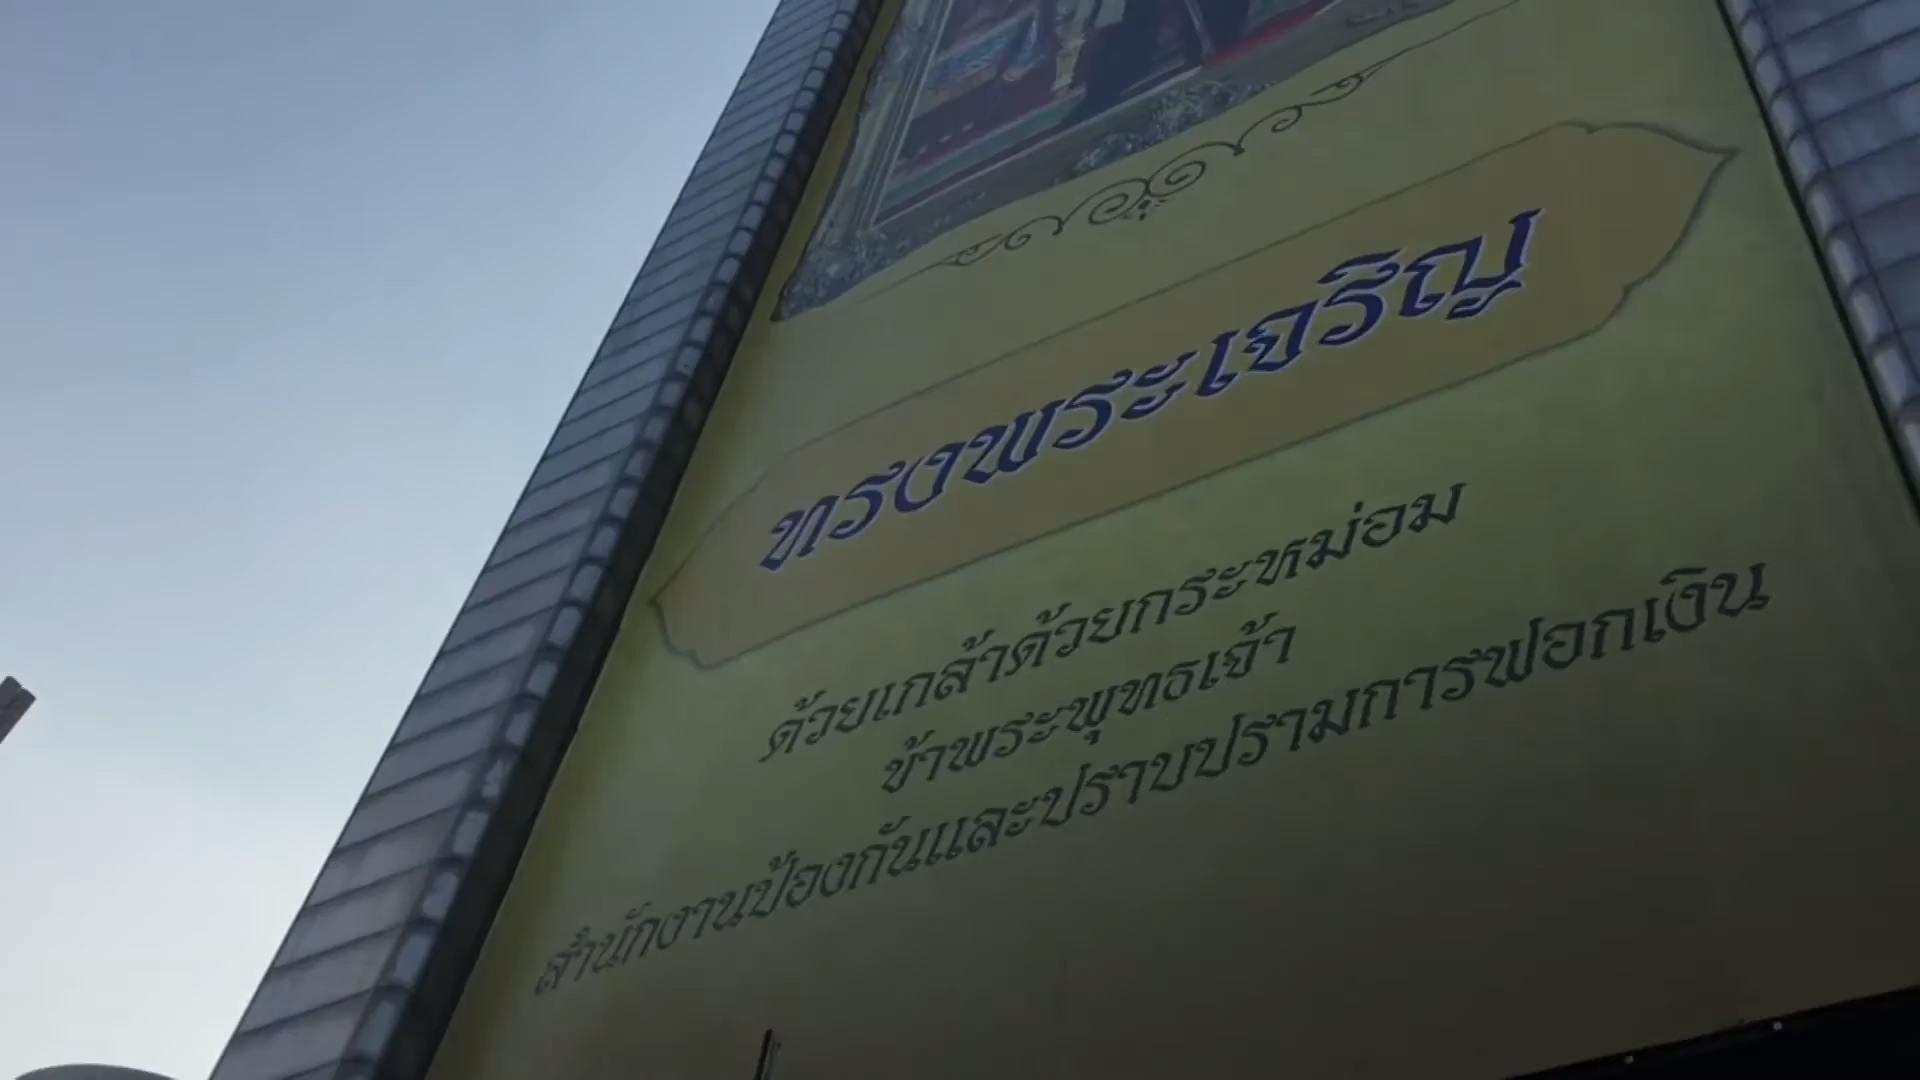 ทรงพระเจริญ
ด้วยเกล้าด้วยกระหม่อม
ข้าพระพุทธเจ้า
สำนักงานป้องกันและปราบปรามการฟอกเงิน